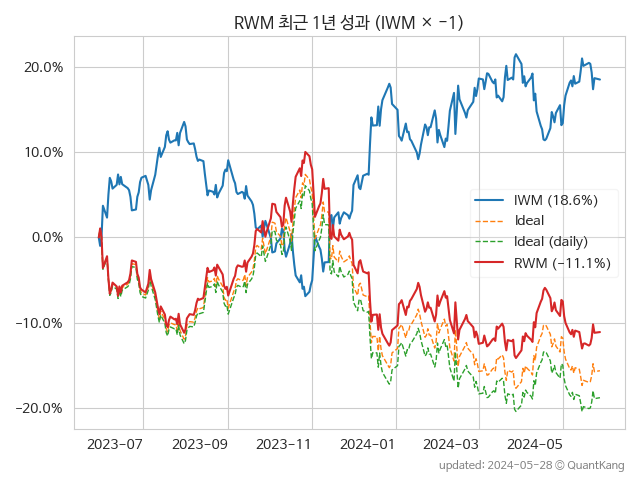 RWM 최근 1년 성과 (IWM × −1)
20.0%
10.0%
0.0%
−10.0%
−20.0%
IWM (18.6%)
Ideal
Ideal (daily)
RWM (−11.1%)
2023−07
2023−09
2023−11
2024−01
2024−03
2024−05
updated: 2024−05−28 © QuantKang